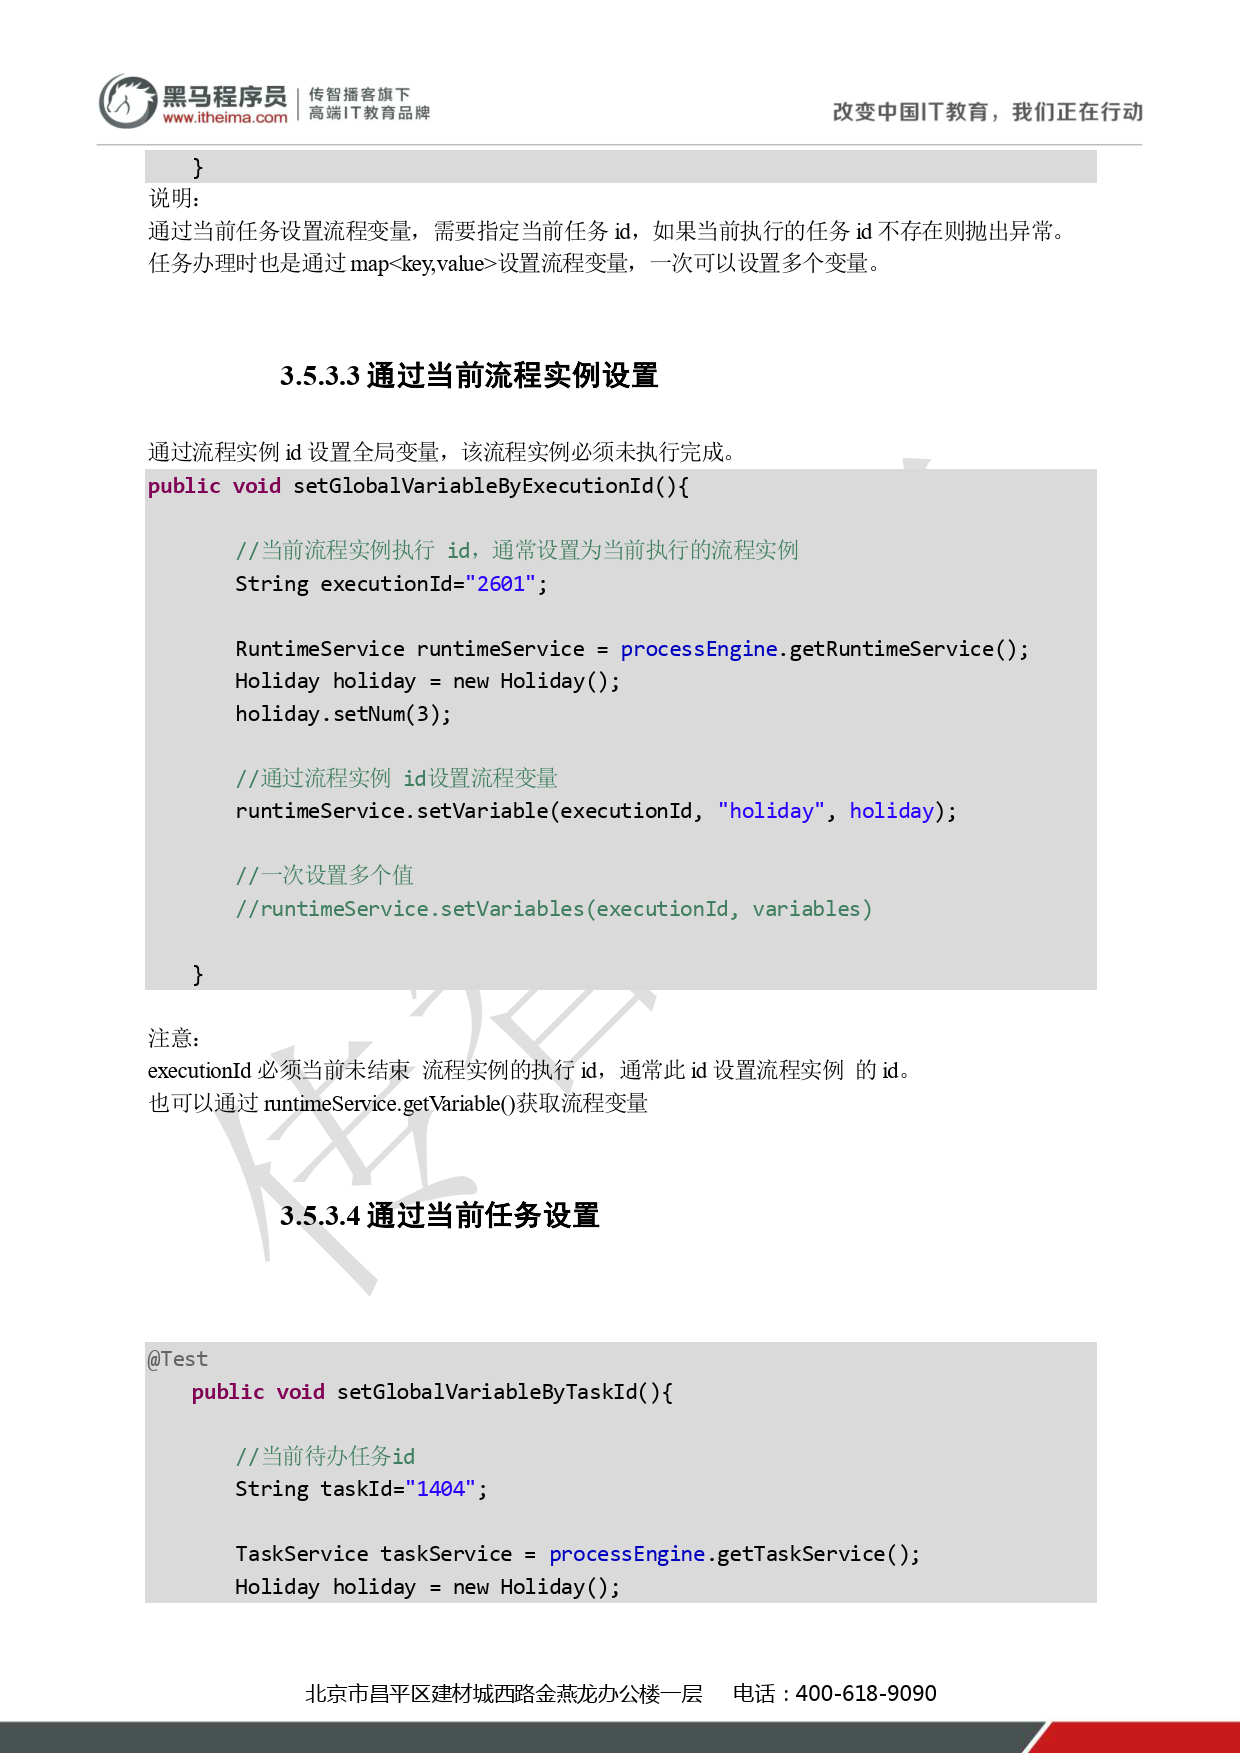 黑马程序员
www.itheima.com
传智播客旗下
高端IT教育品牌
改变中国IT教育，我们正在行动
}
说明：
通过当前任务设置流程变量，需要指定当前任务 id，如果当前执行的任务 id 不存在则抛出异常。
任务办理时也是通过 map<key,value>设置流程变量，一次可以设置多个变量。
3.5.3.3 通过当前流程实例设置
通过流程实例 id 设置全局变量，该流程实例必须未执行完成。
public void setGlobalVariableByExecutionId(){
//当前流程实例执行 id，通常设置为当前执行的流程实例
String executionId="2601";
RuntimeService runtimeService = processEngine.getRuntimeService();
Holiday holiday = new Holiday();
holiday.setNum(3);
//通过流程实例 id设置流程变量
runtimeService.setVariable(executionId, "holiday", holiday);
//一次设置多个值
//runtimeService.setVariables(executionId, variables)
}
注意：
executionId 必须当前未结束 流程实例的执行 id，通常此 id 设置流程实例 的 id。
也可以通过 runtimeService.getVariable()获取流程变量
3.5.3.4 通过当前任务设置
@Test
public void setGlobalVariableByTaskId(){
//当前待办任务id
String taskId="1404";
TaskService taskService = processEngine.getTaskService();
Holiday holiday = new Holiday();
北京市昌平区建材城西路金燕龙办公楼一层 电话：400-618-9090